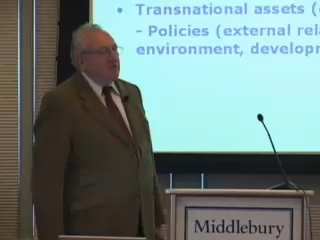 • Transnational assets (
- Policies (external rel
environment, developm
Middlebury